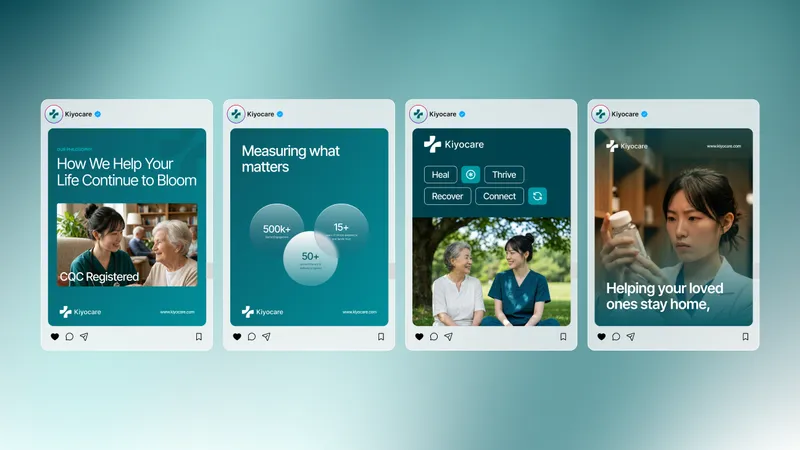 Kiyocare
OUR PHILOSOPHY
How We Help Your
Life Continue to Bloom
CQC Registered
Kiyocare
www.kiyocare.com
Kiyocare
Measuring what
matters
500k+
15+
50+
Kiyocare
www.kiyocare.com
Kiyocare
Kiyocare
Heal
Thrive
Recover
Connect
Kiyocare
Kiyocare
www.kiyocare.com
Helping your loved
ones stay home,